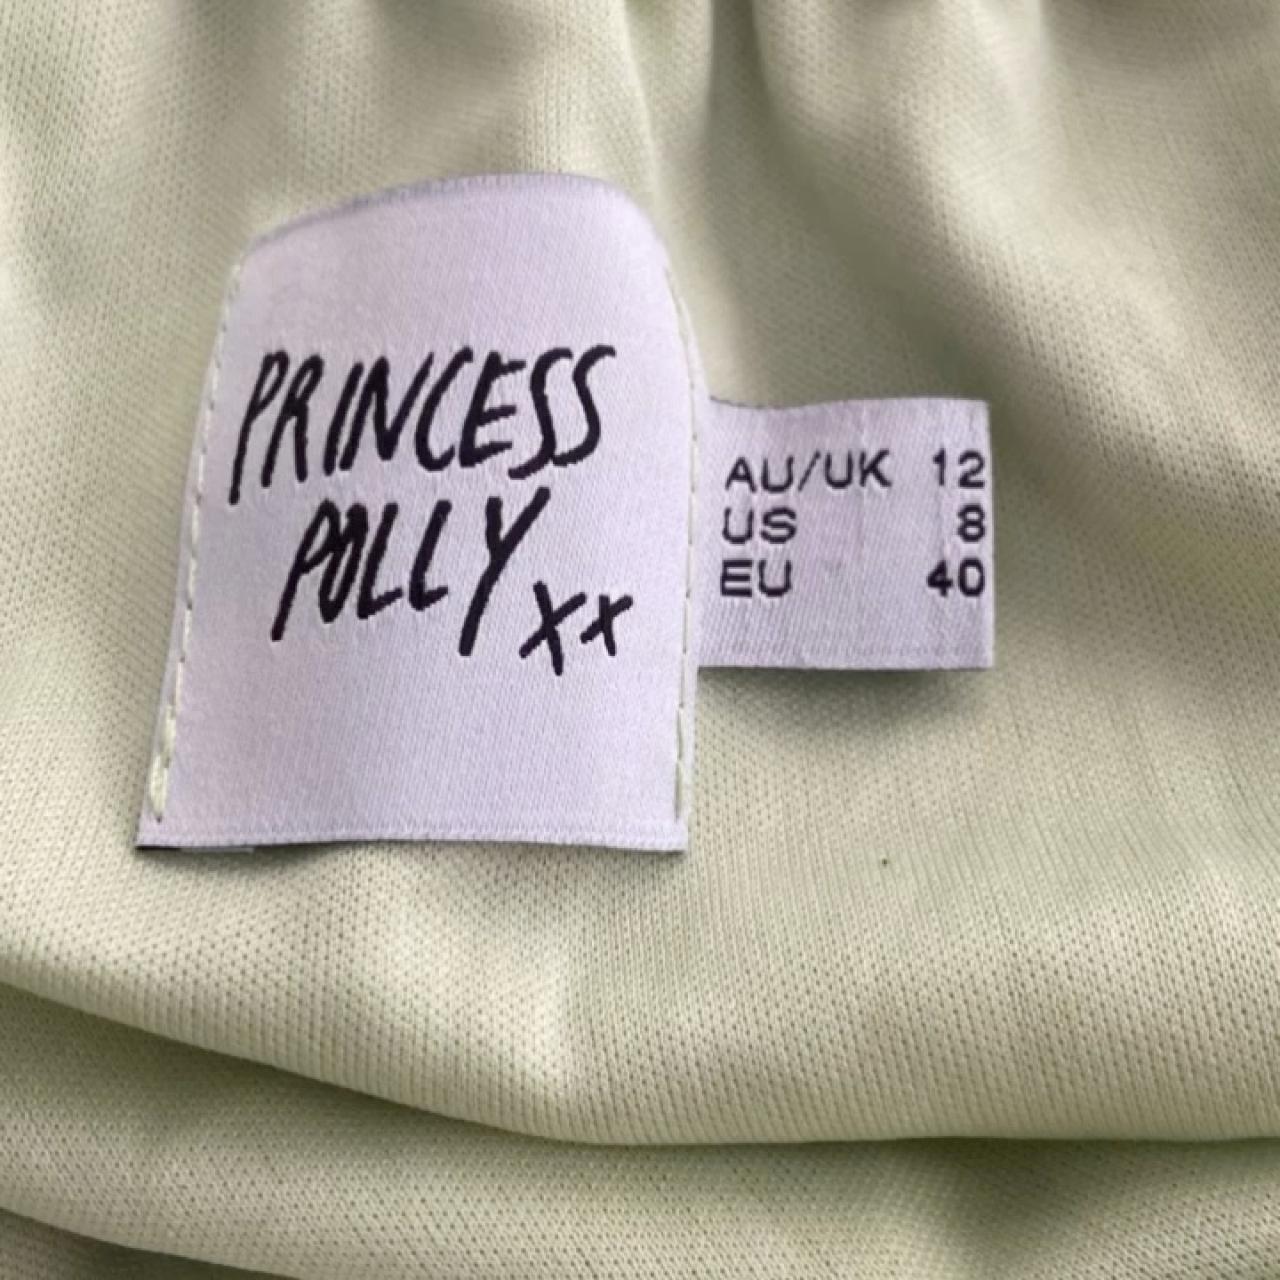 PRINCESS
POLLY
xx
AU/UK 12
US 8
EU 40